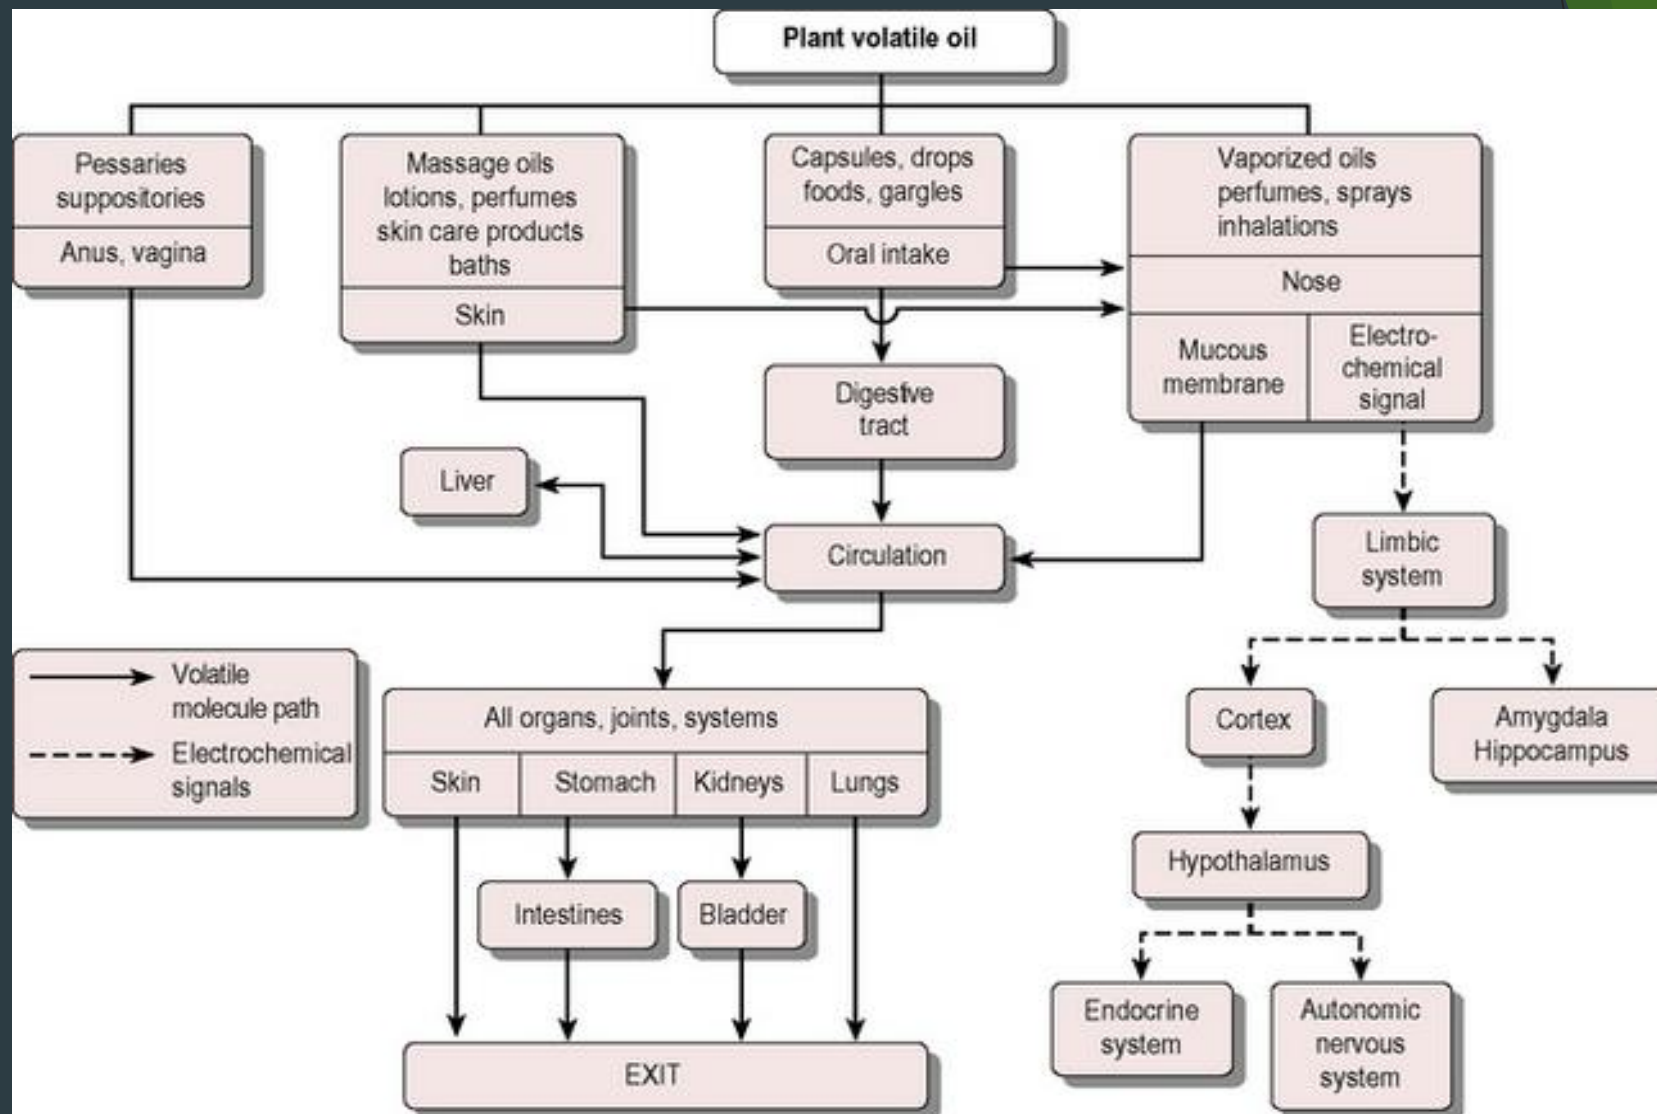 Plant volatile oil
Pessaries
suppositories
Anus, vagina
Massage oils
lotions, perfumes
skin care products
baths
Skin
Capsules, drops
foods, gargles
Oral intake
Vaporized oils
perfumes, sprays
inhalations
Nose
Mucous
membrane
Electro-
chemical
signal
Digestive
tract
Liver
Circulation
Limbic
system
Volatile
molecule path
Electrochemical
signals
All organs, joints, systems
Skin
Stomach
Kidneys
Lungs
Cortex
Amygdala
Hippocampus
Hypothalamus
Intestines
Bladder
Endocrine
system
Autonomic
nervous
system
EXIT